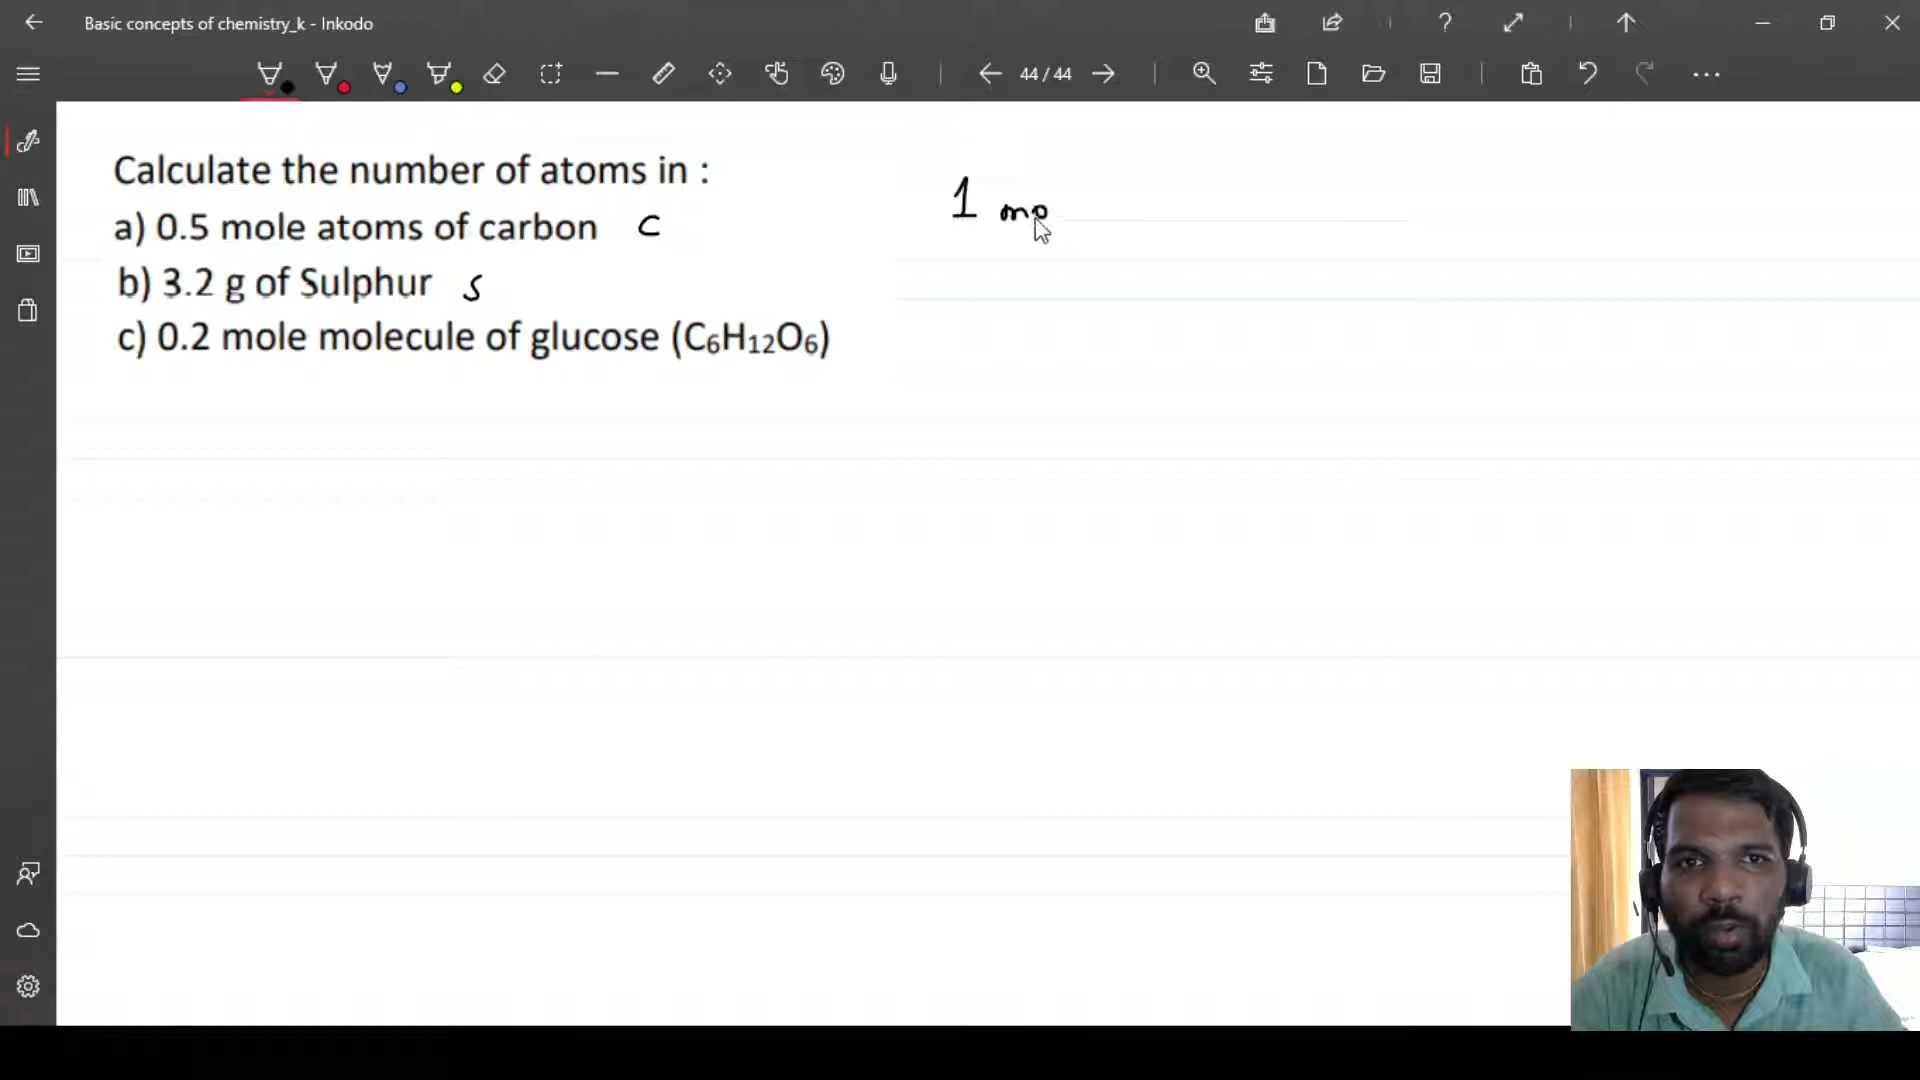 Basic concepts of chemistry_k - Inkodo
44 / 44
Calculate the number of atoms in :
a) 0.5 mole atoms of carbon C
b) 3.2 g of Sulphur S
c) 0.2 mole molecule of glucose (C₆H₁₂O₆)
1 mo